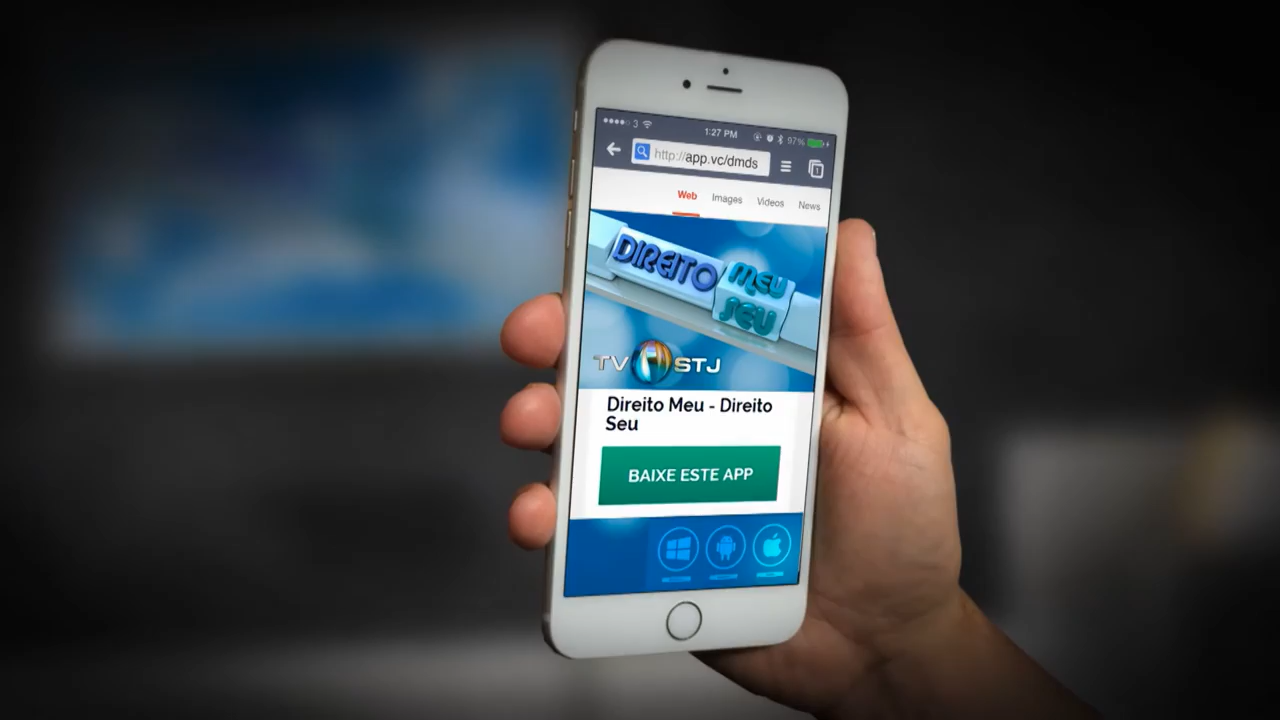 3 1:27 PM 97%
http://app.vc/dmds
Web Images Videos News
DIREITO MEU
SEU
TV STJ
Direito Meu - Direito
Seu
BAIXE ESTE APP